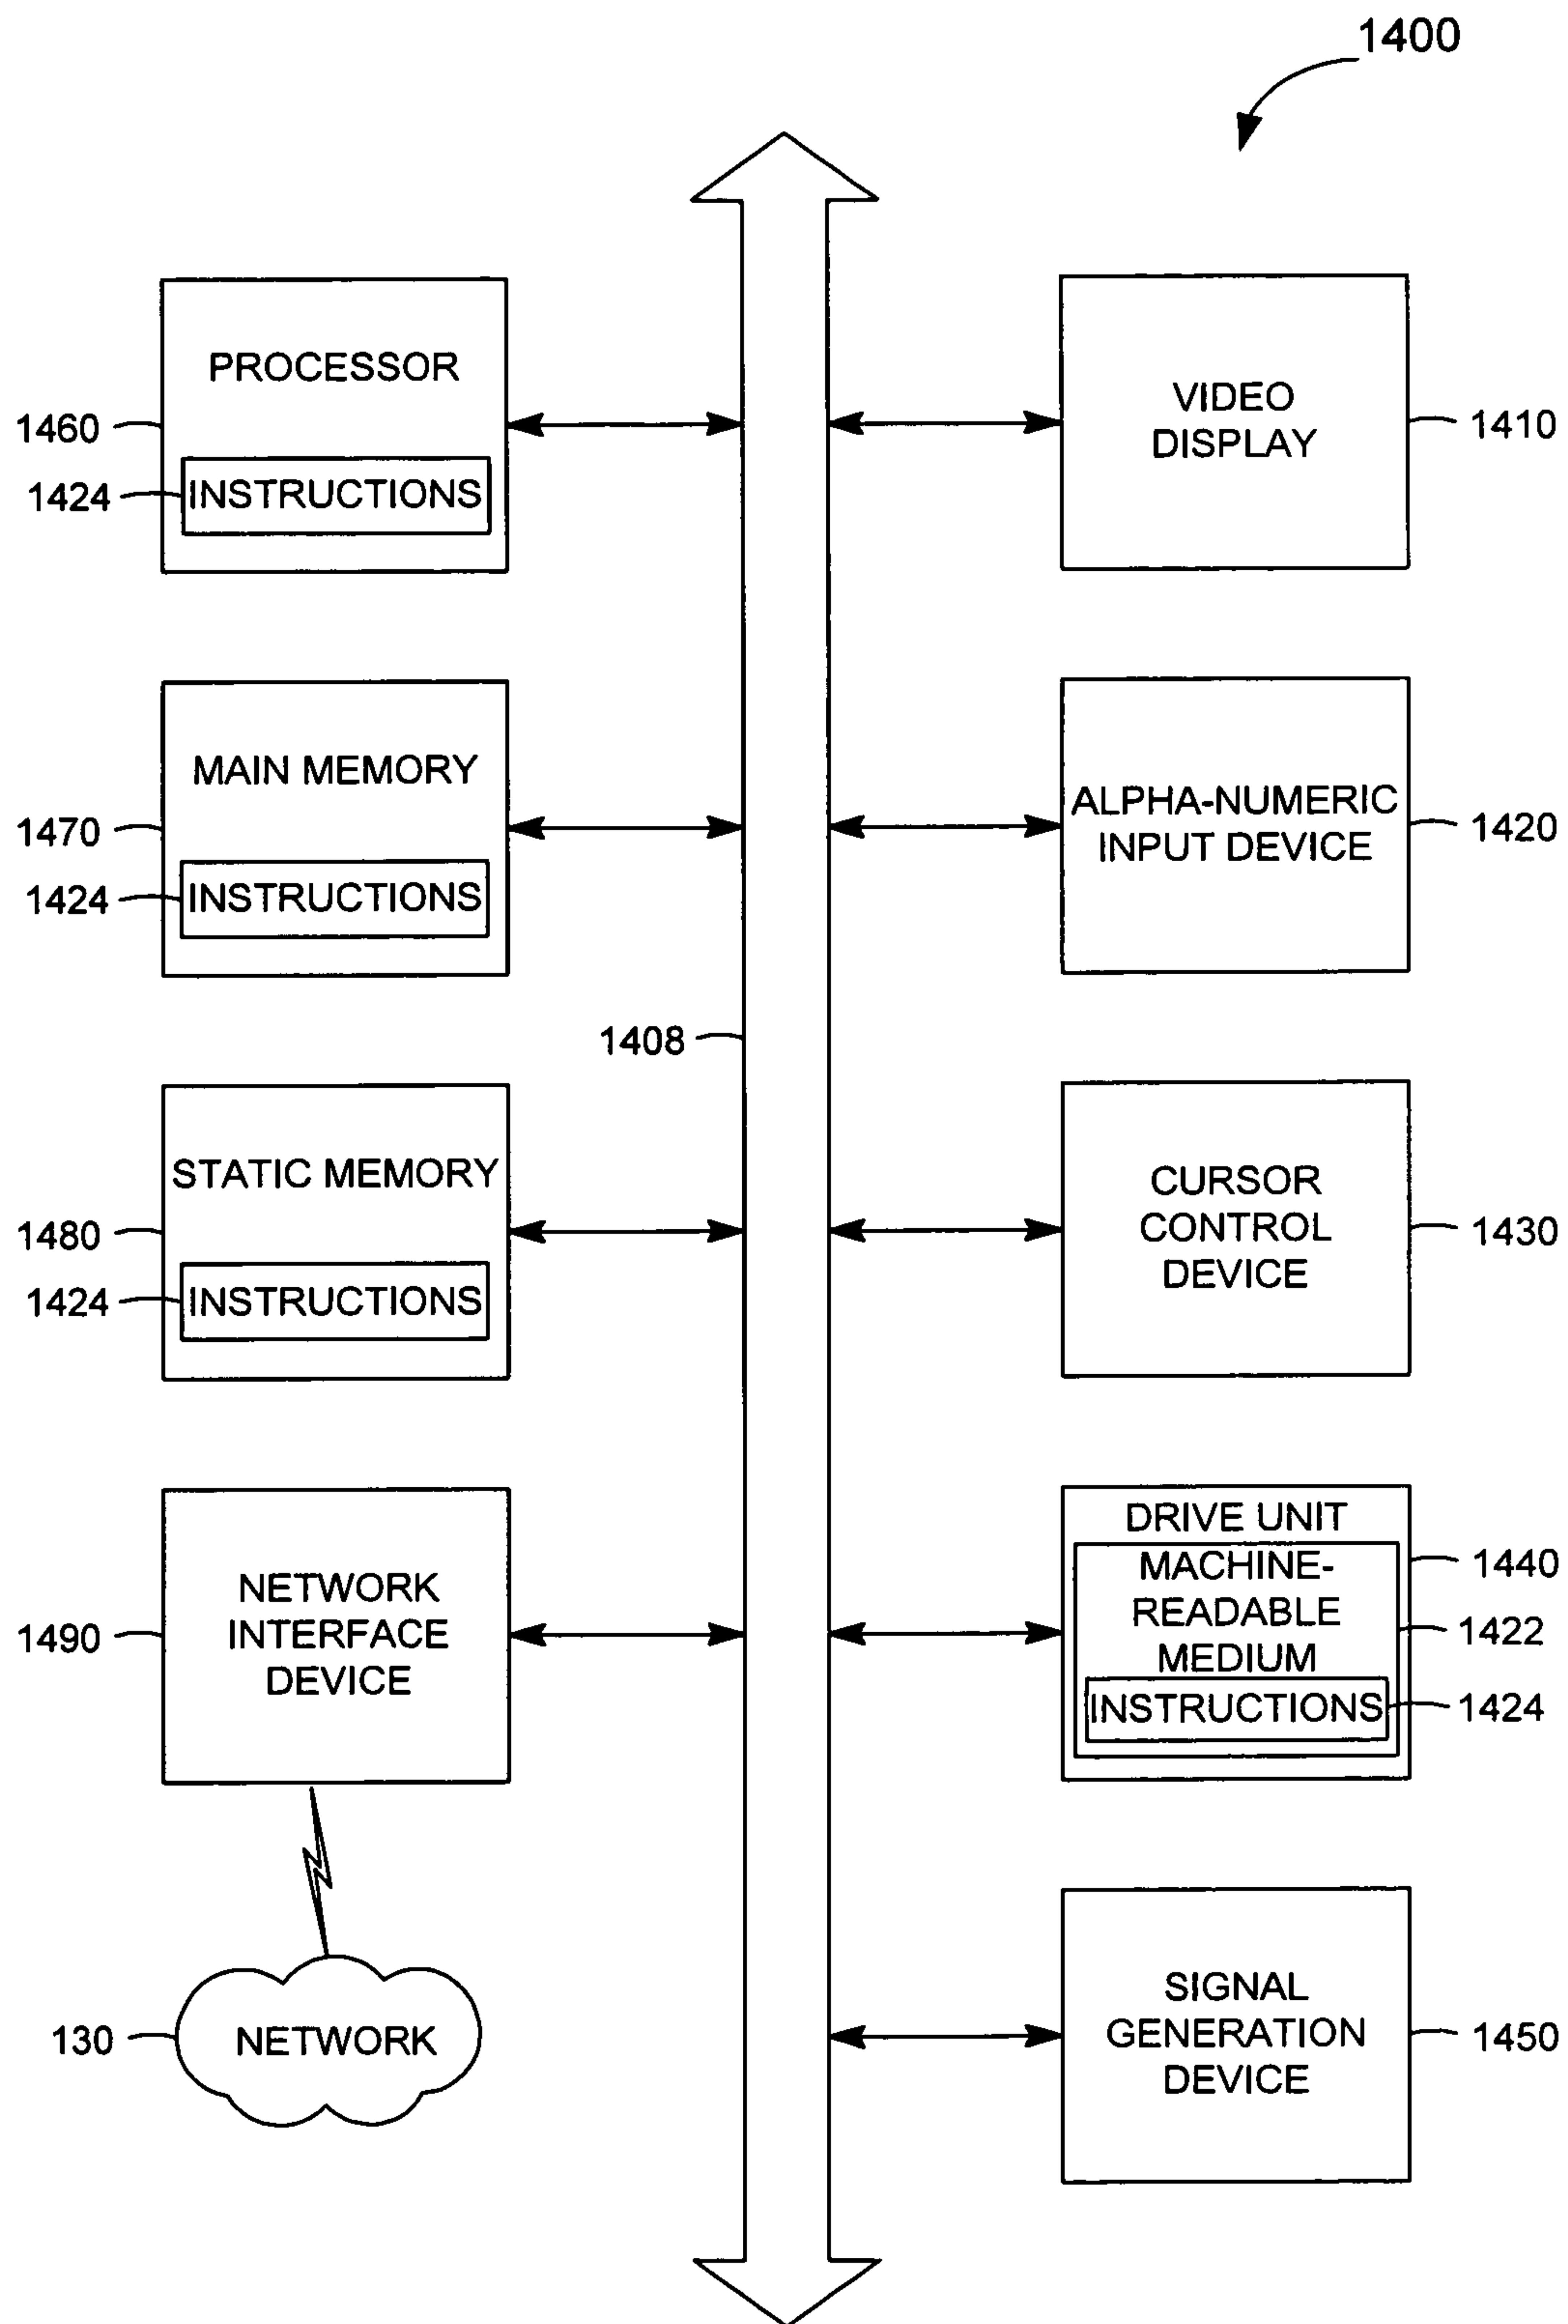 1400
PROCESSOR
1460
1424
INSTRUCTIONS
VIDEO
DISPLAY
1410
MAIN MEMORY
1470
1424
INSTRUCTIONS
ALPHA-NUMERIC
INPUT DEVICE
1420
1408
STATIC MEMORY
1480
1424
INSTRUCTIONS
CURSOR
CONTROL
DEVICE
1430
NETWORK
INTERFACE
DEVICE
1490
DRIVE UNIT
1440
MACHINE-
READABLE
MEDIUM
1422
INSTRUCTIONS
1424
130
NETWORK
SIGNAL
GENERATION
DEVICE
1450